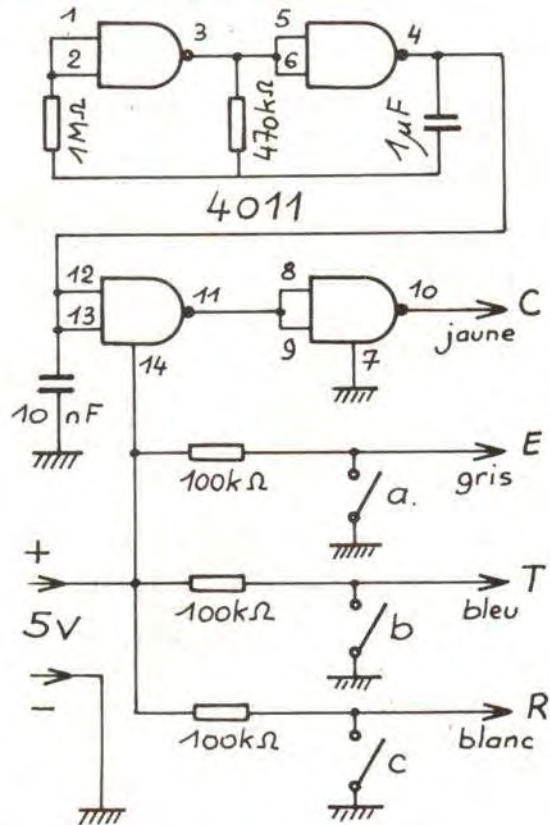 1
2
3
5
6
4
1MΩ
470kΩ
1µF
4011
12
13
11
8
9
10
C
jaune
14
7
10 nF
E
100kΩ
gris
a.
+
T
5V
100kΩ
bleu
b
-
R
100kΩ
blanc
c